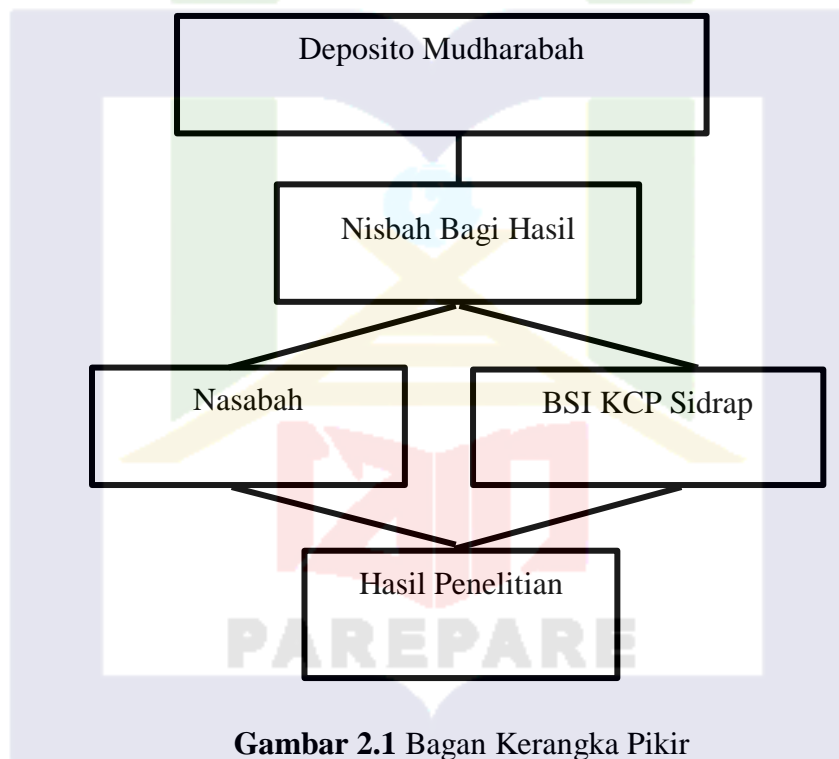 Deposito Mudharabah
Nisbah Bagi Hasil
Nasabah
BSI KCP Sidrap
Hasil Penelitian
PAREPARE
Gambar 2.1 Bagan Kerangka Pikir